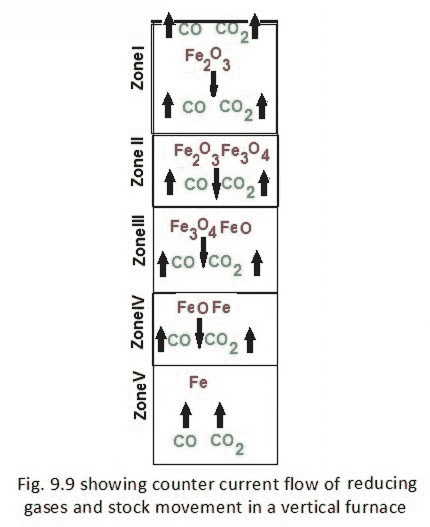 CO CO₂
Zone I
Fe₂O₃
CO CO₂
Zone II
Fe₂O₃ Fe₃O₄
CO CO₂
Zone III
Fe₃O₄ FeO
CO CO₂
Zone IV
FeO Fe
CO CO₂
Zone V
Fe
CO CO₂
Fig. 9.9 showing counter current flow of reducing
gases and stock movement in a vertical furnace